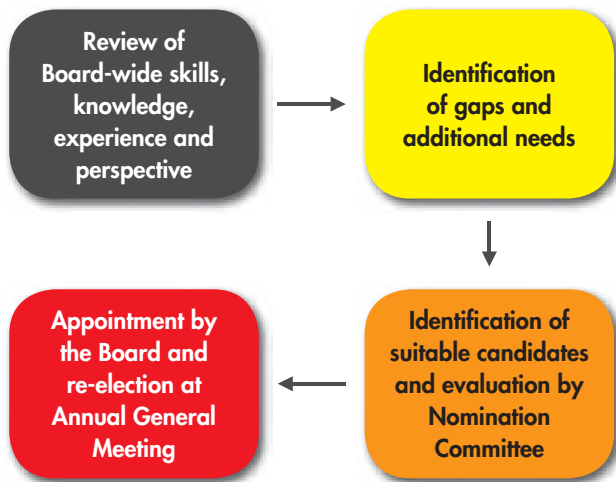 Review of
Board-wide skills,
knowledge,
experience and
perspective
Identification
of gaps and
additional needs
Identification of
suitable candidates
and evaluation by
Nomination
Committee
Appointment by
the Board and
re-election at
Annual General
Meeting